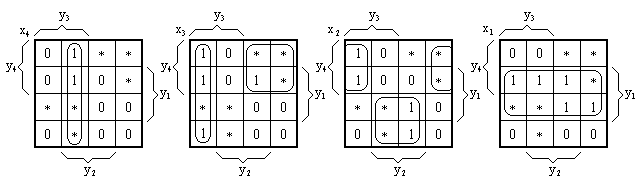 y3 y3 y3 y3
x4 x3 x2 x1
0 1 * * 1 0 * * 1 0 * * 0 0 * *
y4 0 1 0 * y1 y4 1 0 1 * y1 y4 1 0 0 * y1 y4 1 1 1 * y1
* * 0 0 * * 0 0 * * 1 0 * * 1 1
0 * 0 0 1 * 0 0 0 * 1 0 0 * 0 0
y2 y2 y2 y2